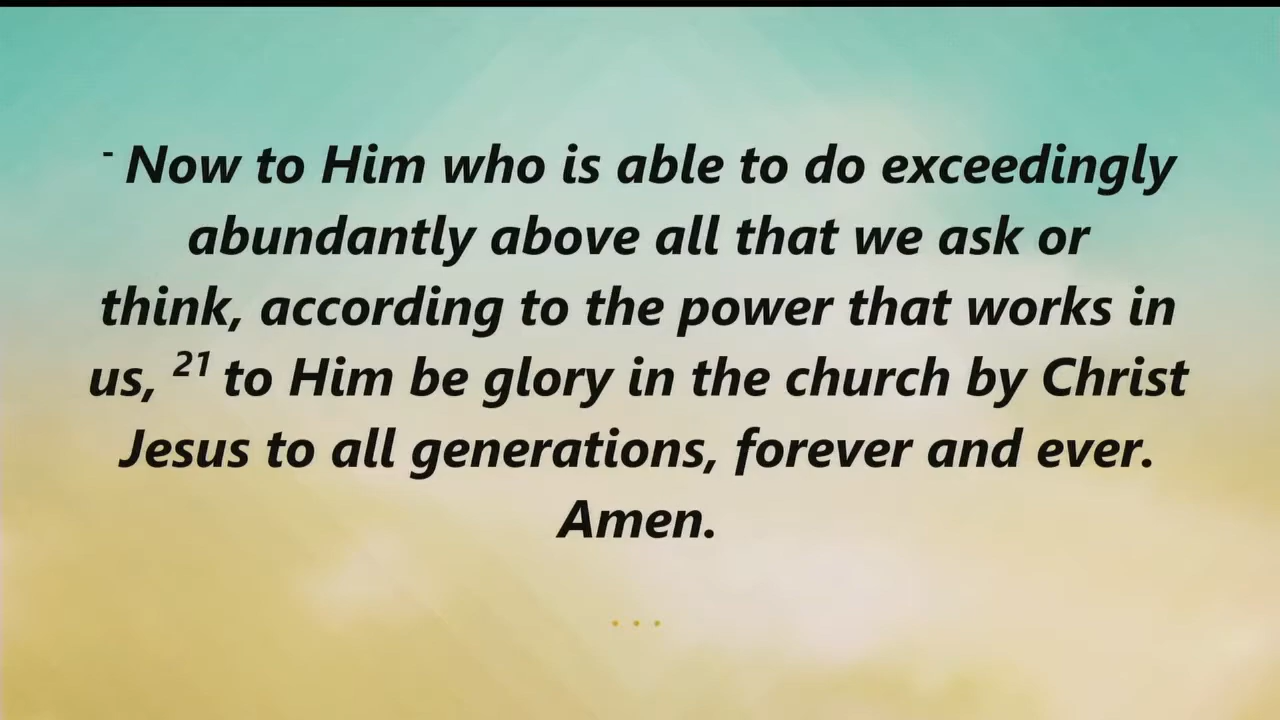 - Now to Him who is able to do exceedingly
abundantly above all that we ask or
think, according to the power that works in
us, 21 to Him be glory in the church by Christ
Jesus to all generations, forever and ever.
Amen.
...